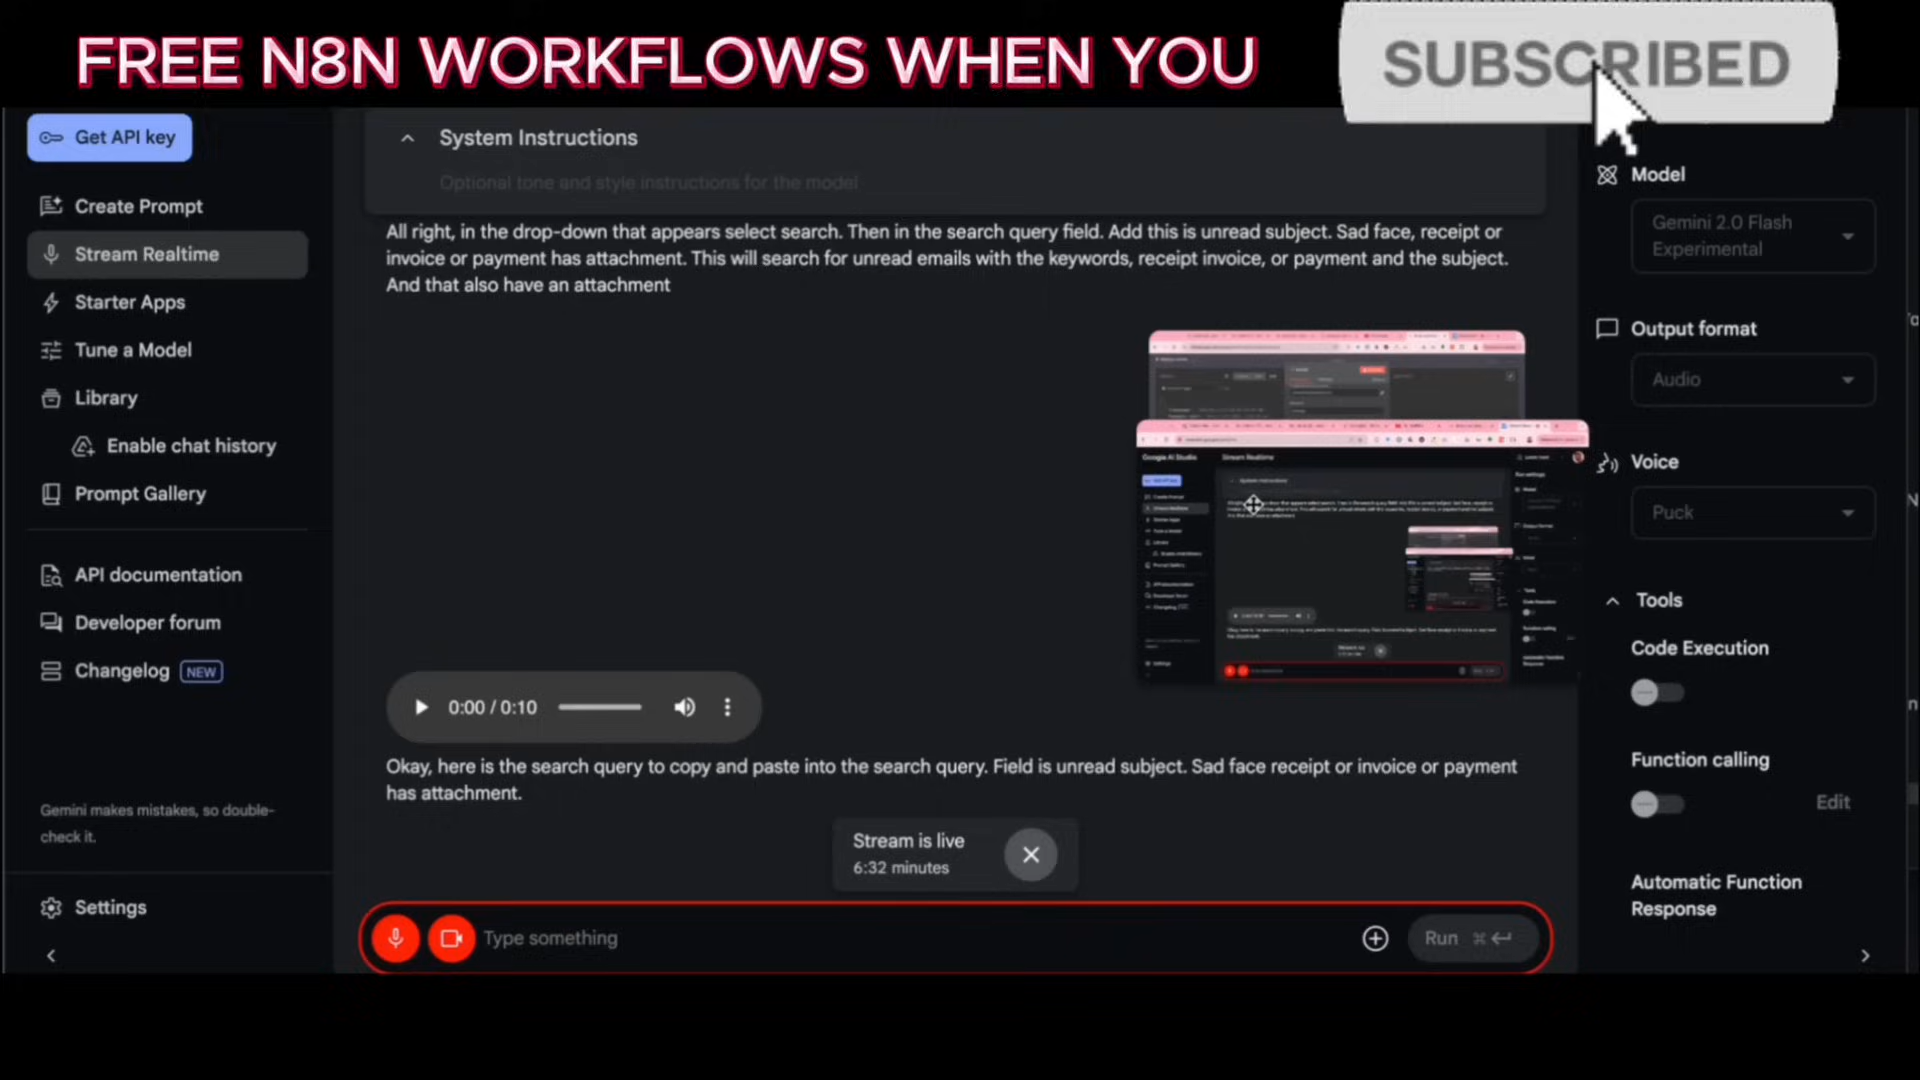 FREE N8N WORKFLOWS WHEN YOU
SUBSCRIBED
Get API key
Create Prompt
Stream Realtime
Starter Apps
Tune a Model
Library
Enable chat history
Prompt Gallery
API documentation
Developer forum
Changelog NEW
Gemini makes mistakes, so double-
check it.
Settings
System Instructions
Optional tone and style instructions for the model
All right, in the drop-down that appears select search. Then in the search query field. Add this is unread subject. Sad face, receipt or
invoice or payment has attachment. This will search for unread emails with the keywords, receipt invoice, or payment and the subject.
And that also have an attachment
Google AI Studio
Stream Realtime
0:00 / 0:10
Okay, here is the search query to copy and paste into the search query. Field is unread subject. Sad face receipt or invoice or payment
has attachment.
Stream is live
6:32 minutes
Type something
Run
Model
Gemini 2.0 Flash
Experimental
Output format
Audio
Voice
Puck
Tools
Code Execution
Function calling
Edit
Automatic Function
Response